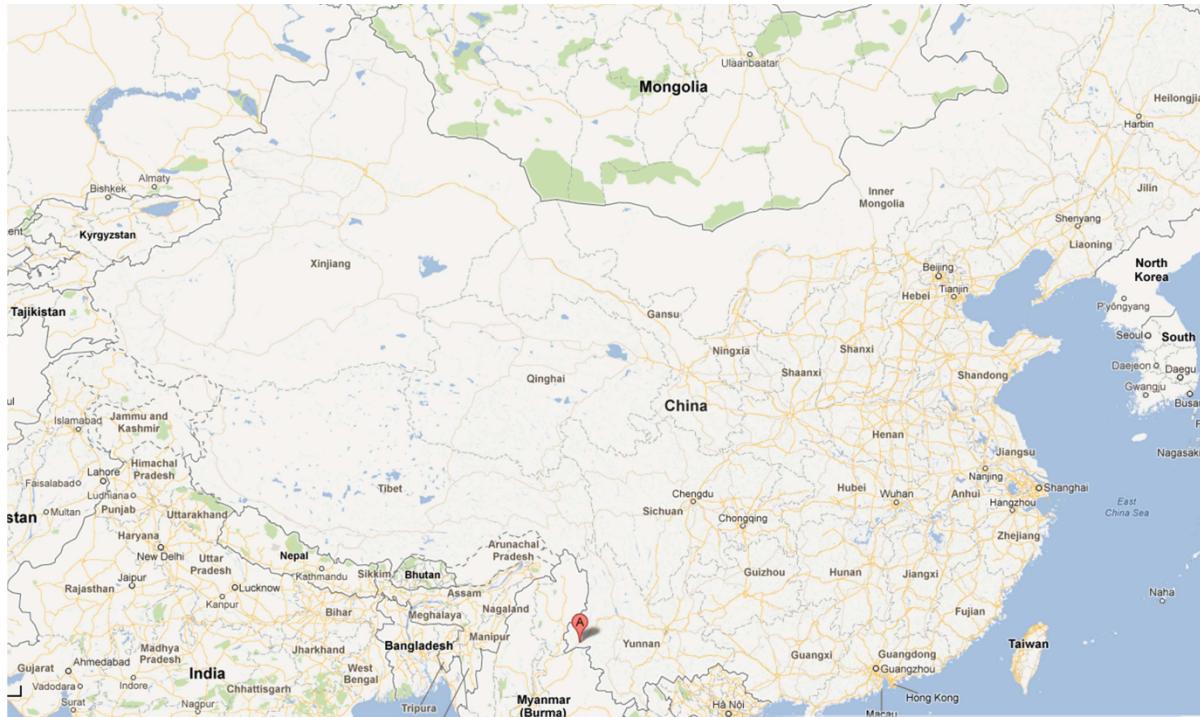 Ulaanbaatar
Mongolia
Heilongjia
Harbin
Almaty
Bishkek
Inner
Mongolia
Jilin
Shenyang
Kyrgyzstan
Liaoning
Xinjiang
Beijing
Tianjin
North
Korea
Hebei
P'yŏngyang
Tajikistan
Gansu
Seoul
South
Ningxia
Shanxi
Shaanxi
Daejeon
Daegu
Qinghai
Shandong
Gwangju
Busa
ul
China
Jammu and
Kashmir
Islamabad
Henan
Jiangsu
Nagasaki
Himachal
Pradesh
Lahore
Faisalabad
Ludhiana
Punjab
Multan
stan
Uttarakhand
Tibet
Chengdu
Sichuan
Hubei
Wuhan
Nanjing
Anhui
Shanghai
Hangzhou
East
China Sea
Chongqing
Haryana
New Delhi
Zhejiang
Arunachal
Pradesh
Nepal
Kathmandu
Sikkim
Bhutan
Uttar
Pradesh
Jaipur
Rajasthan
Lucknow
Kanpur
Assam
Nagaland
Guizhou
Hunan
Jiangxi
Naha
Bihar
Meghalaya
Fujian
A
Manipur
Bangladesh
Yunnan
Taiwan
Madhya
Pradesh
Jharkhand
Guangxi
Guangdong
Guangzhou
Gujarat
Ahmedabad
India
West
Bengal
Vadodara
Indore
Chhattisgarh
Hong Kong
Surat
Nagpur
Tripura
Myanmar
(Burma)
Hà Nội
Macau